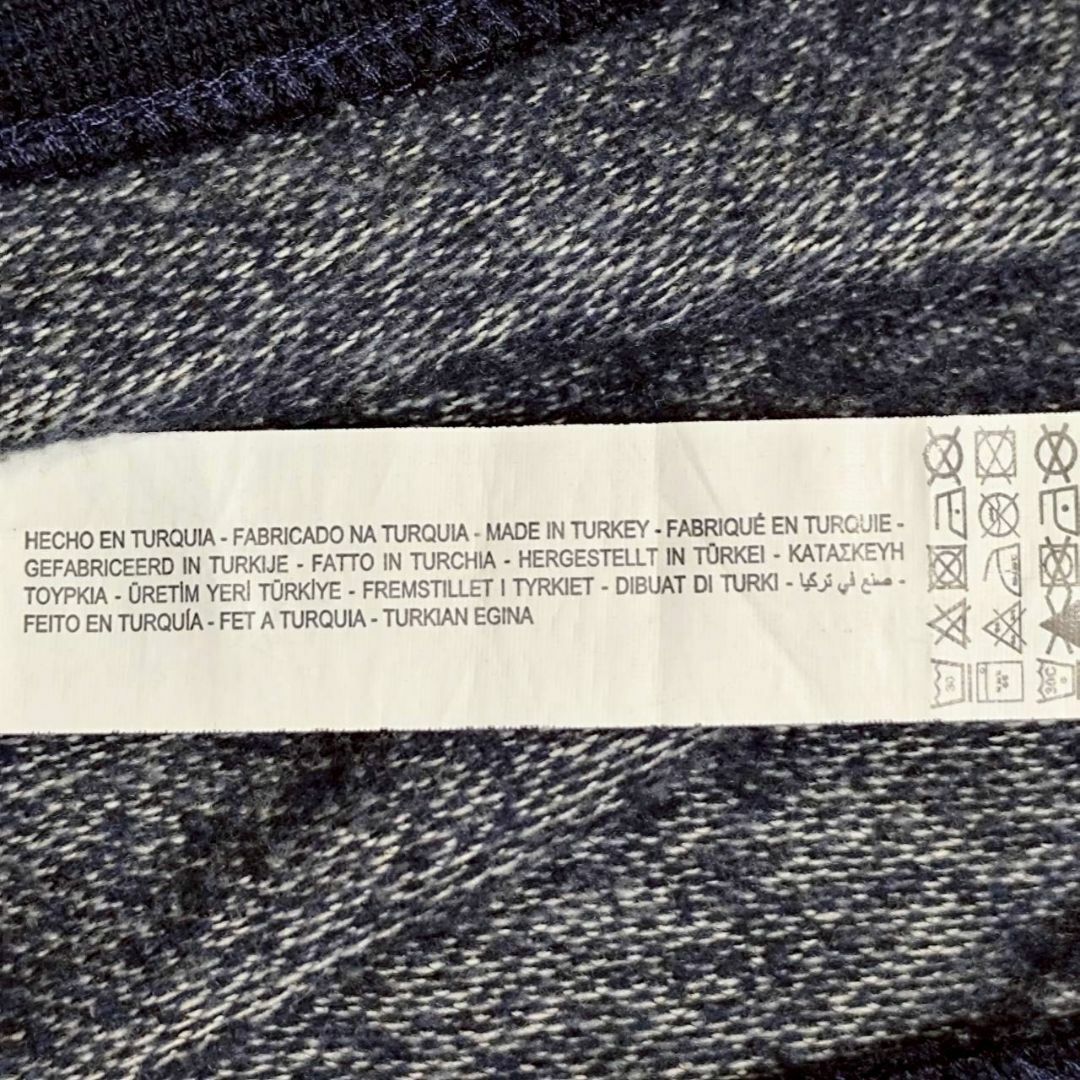 HECHO EN TURQUIA - FABRICADO NA TURQUIA - MADE IN TURKEY - FABRIQUÉ EN TURQUIE -
GEFABRICEERD IN TURKIJE - FATTO IN TURCHIA - HERGESTELLT IN TÜRKEI - ΚΑΤΑΣΚΕΥΗ
ΤΟΥΡΚΙΑ - ÜRETİM YERİ TÜRKİYE - FREMSTILLET I TYRKIET - DIBUAT DI TURKI - صنع في تركيا -
FEITO EN TURQUÍA - FET A TURQUIA - TURKIAN EGINA
30
30C